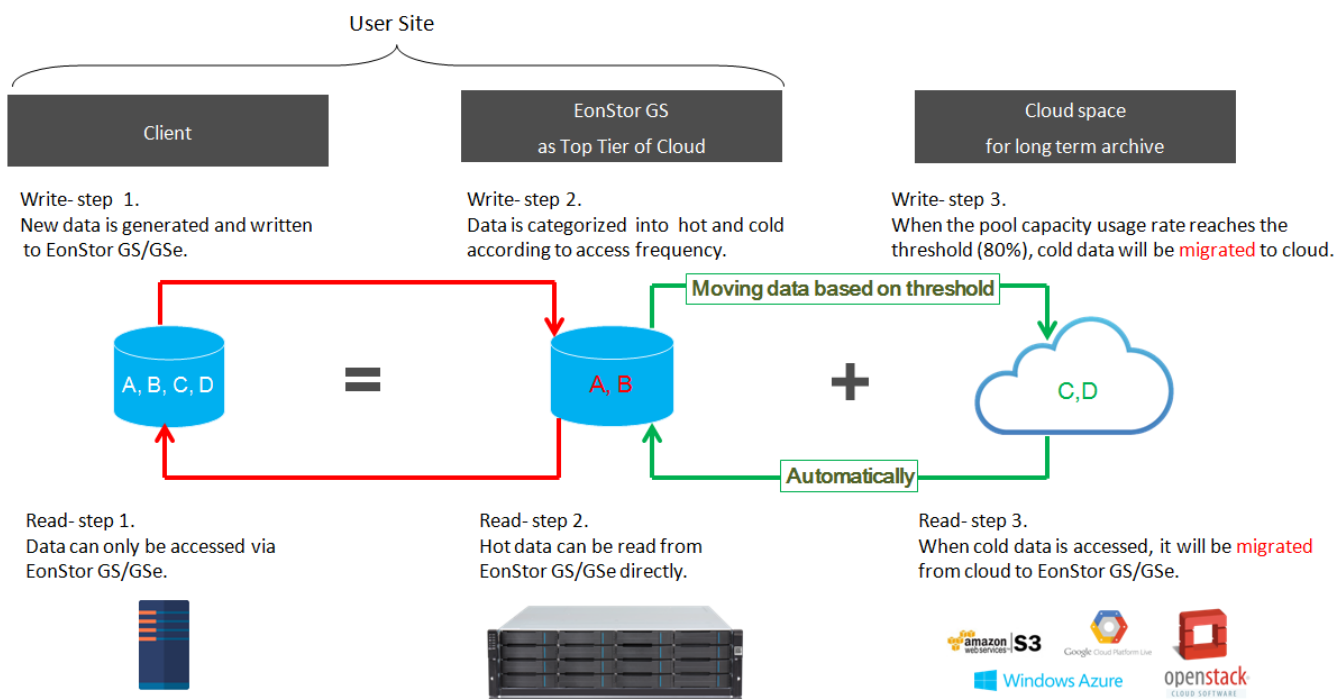 User Site
Client
EonStor GS
as Top Tier of Cloud
Cloud space
for long term archive
Write- step 1.
New data is generated and written
to EonStor GS/GSe.
Write- step 2.
Data is categorized into hot and cold
according to access frequency.
Write- step 3.
When the pool capacity usage rate reaches the
threshold (80%), cold data will be migrated to cloud.
Moving data based on threshold
A, B, C, D
=
A, B
+
C,D
Automatically
Read- step 1.
Data can only be accessed via
EonStor GS/GSe.
Read- step 2.
Hot data can be read from
EonStor GS/GSe directly.
Read- step 3.
When cold data is accessed, it will be migrated
from cloud to EonStor GS/GSe.
amazon
web services
S3
Google Cloud Platform Live
Windows Azure
openstack
CLOUD SOFTWARE